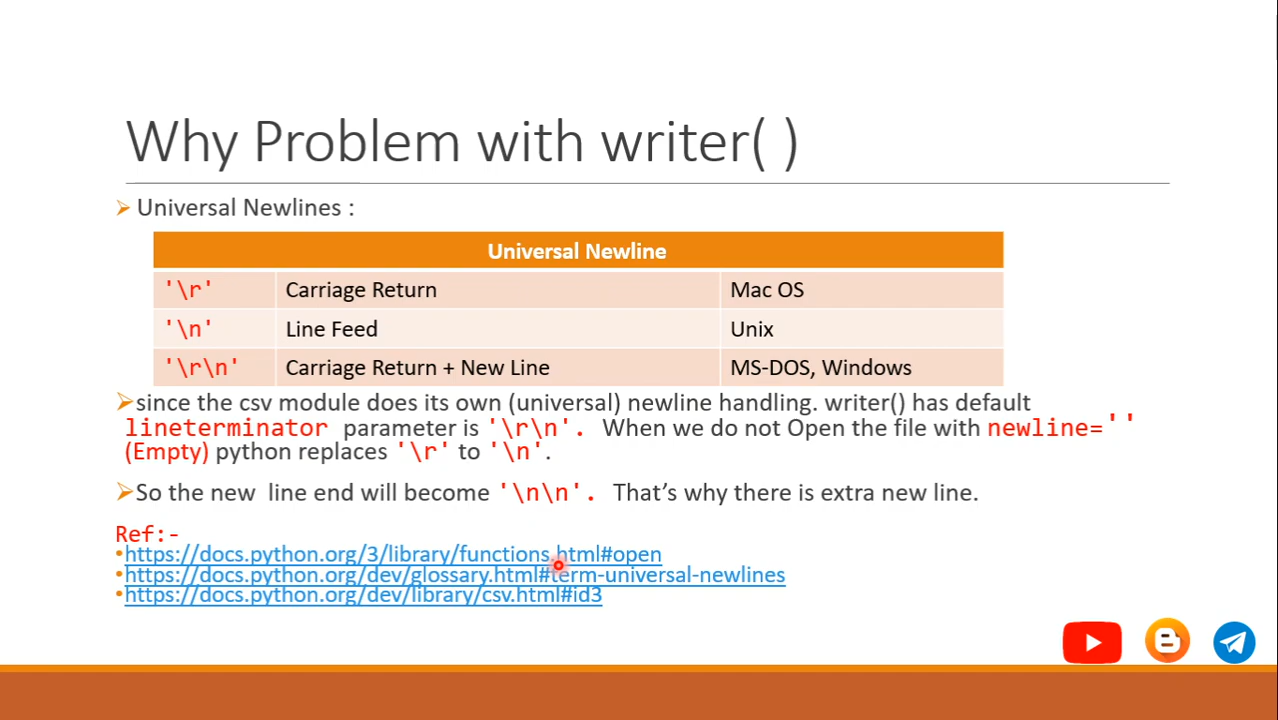 Why Problem with writer( )
Universal Newlines :
Universal Newline
'\r' Carriage Return Mac OS
'\n' Line Feed Unix
'\r\n' Carriage Return + New Line MS-DOS, Windows
since the csv module does its own (universal) newline handling. writer() has default
lineterminator parameter is '\r\n'. When we do not Open the file with newline=''
(Empty) python replaces '\r' to '\n'.
So the new line end will become '\n\n'. That's why there is extra new line.
Ref:-
•https://docs.python.org/3/library/functions.html#open
•https://docs.python.org/dev/glossary.html#term-universal-newlines
•https://docs.python.org/dev/library/csv.html#id3